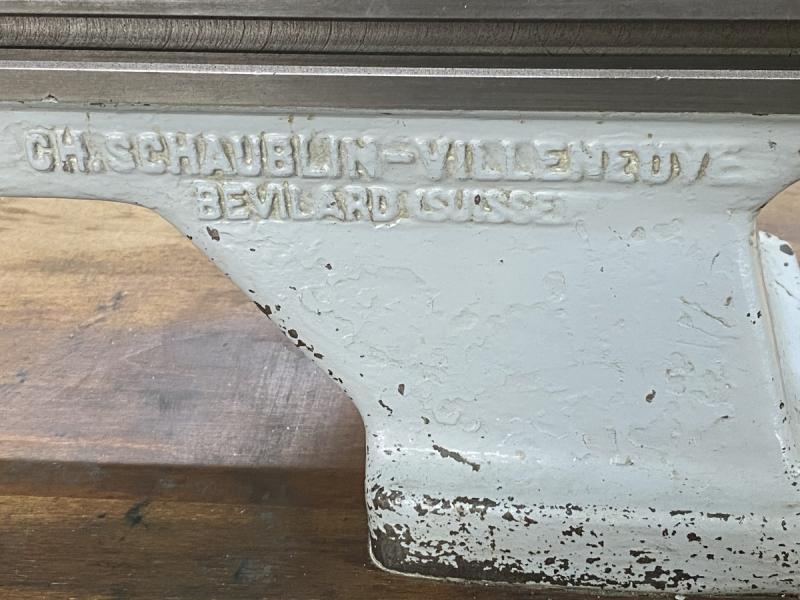 CH. SCHAUBLIN-VILLENEUVE
BEVILARD (SUISSE)